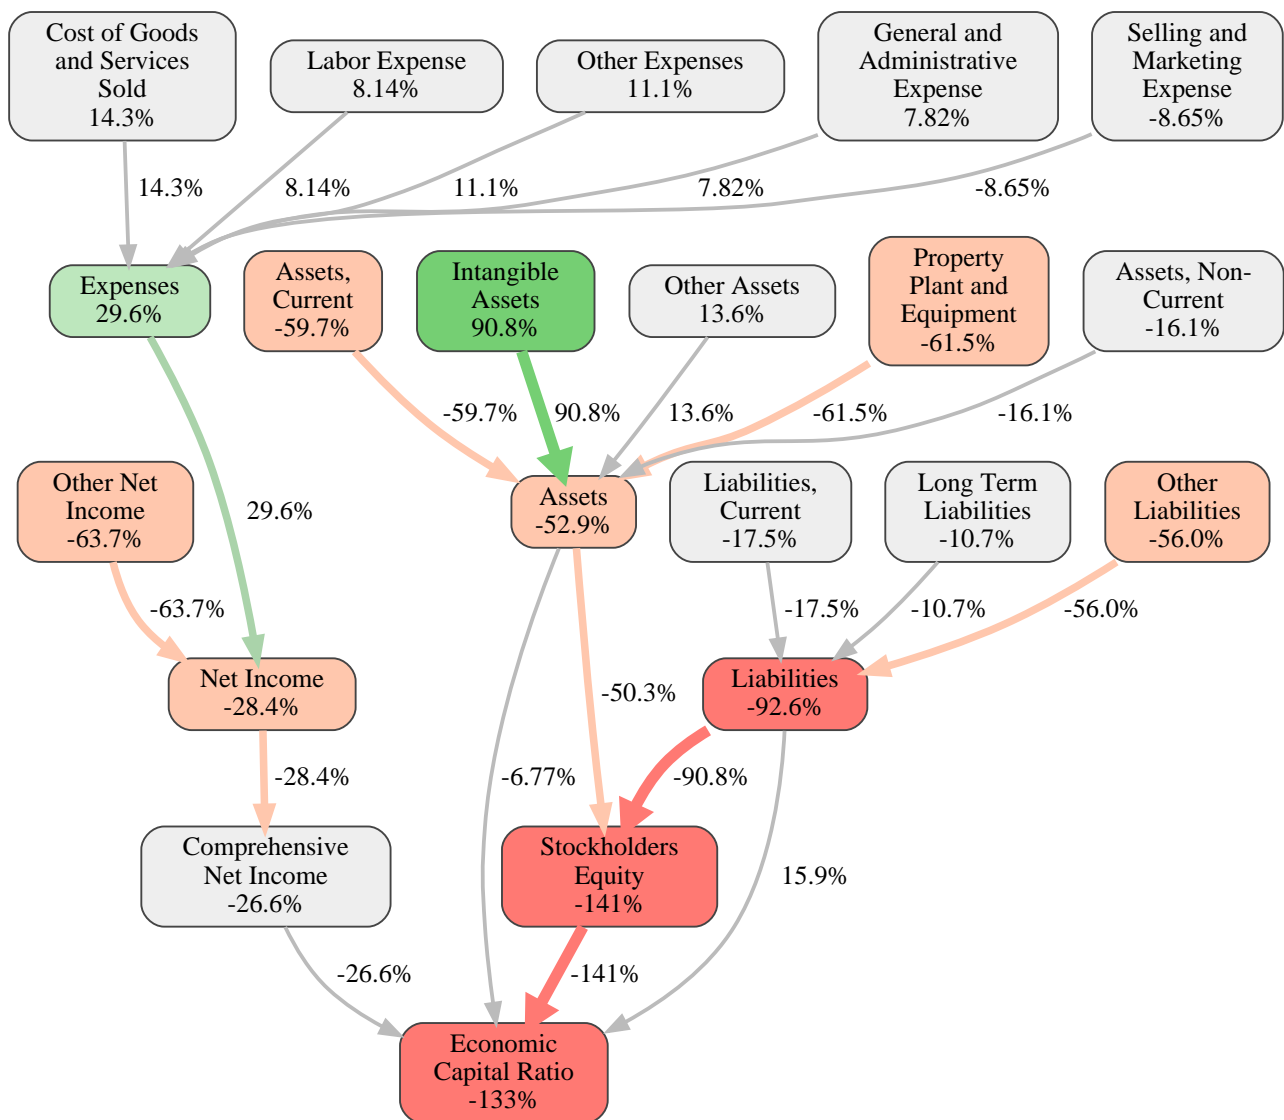 Cost of Goods
and Services
Sold
14.3%
Labor Expense
8.14%
Other Expenses
11.1%
General and
Administrative
Expense
7.82%
Selling and
Marketing
Expense
-8.65%
14.3%
8.14%
11.1%
7.82%
-8.65%
Expenses
29.6%
Assets,
Current
-59.7%
Intangible
Assets
90.8%
Other Assets
13.6%
Property
Plant and
Equipment
-61.5%
Assets, Non-
Current
-16.1%
-59.7%
90.8%
13.6%
-61.5%
-16.1%
Other Net
Income
-63.7%
29.6%
Assets
-52.9%
Liabilities,
Current
-17.5%
Long Term
Liabilities
-10.7%
Other
Liabilities
-56.0%
-63.7%
-17.5%
-10.7%
-56.0%
Net Income
-28.4%
-50.3%
Liabilities
-92.6%
-28.4%
-6.77%
-90.8%
Comprehensive
Net Income
-26.6%
Stockholders
Equity
-141%
15.9%
-26.6%
-141%
Economic
Capital Ratio
-133%